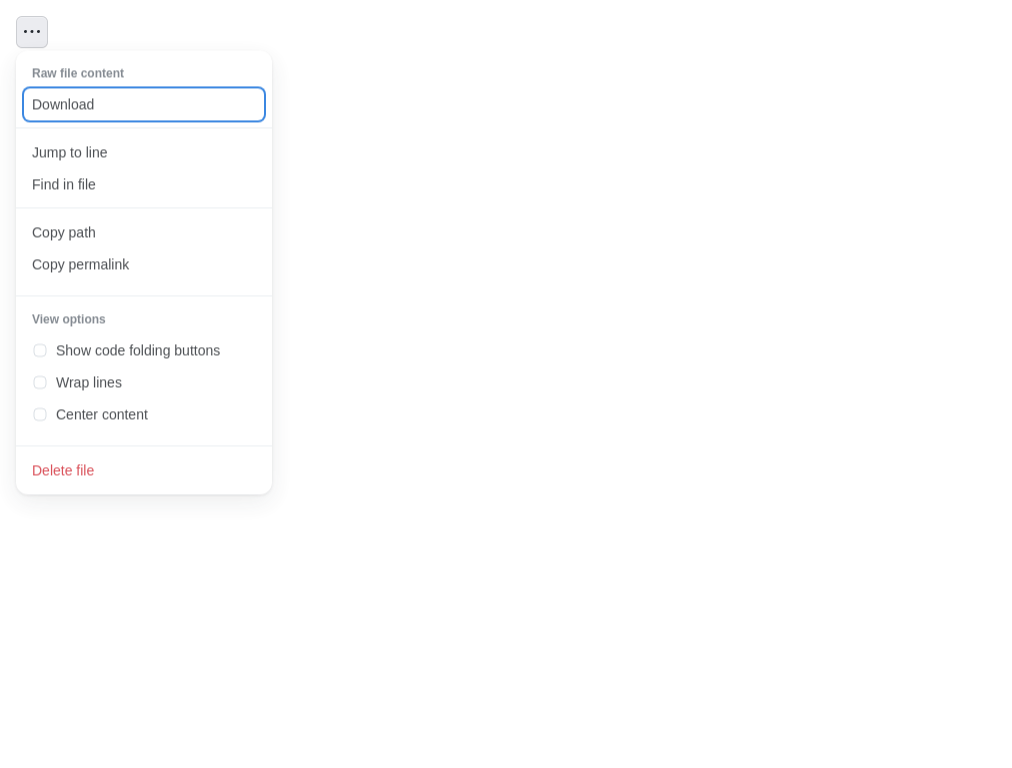 Raw file content
Download
Jump to line
Find in file
Copy path
Copy permalink
View options
Show code folding buttons
Wrap lines
Center content
Delete file